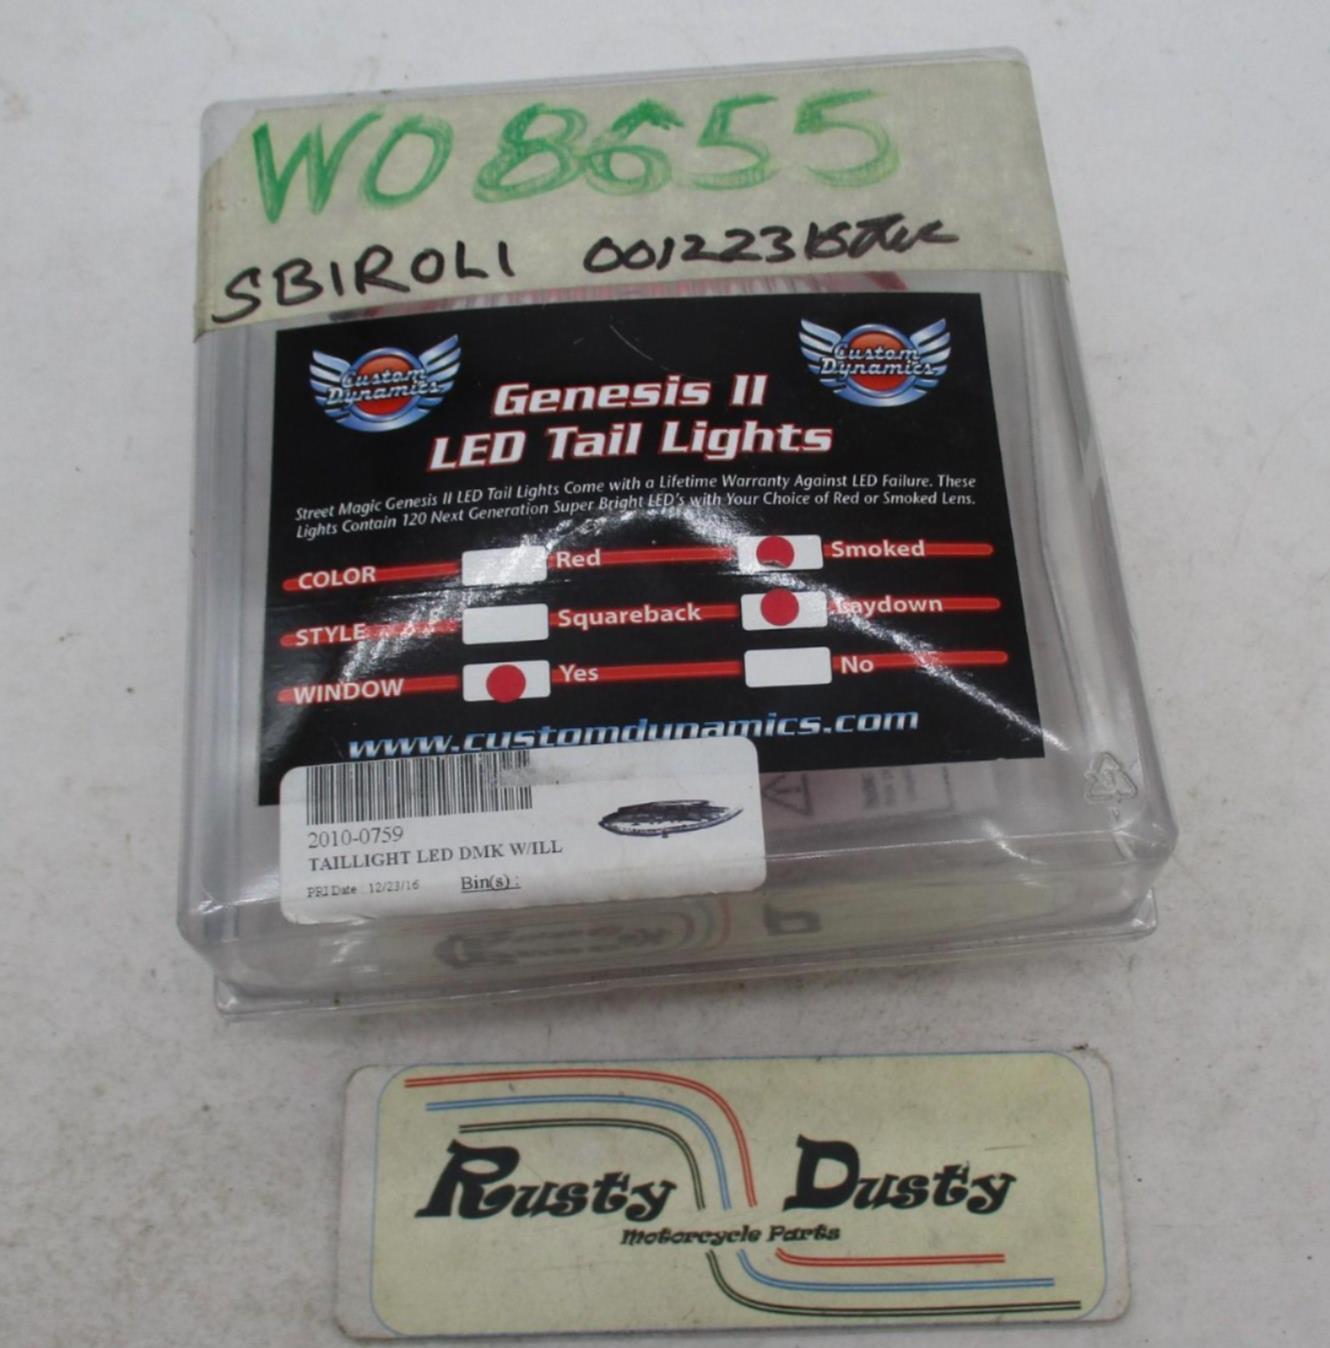 WO 8655
SBIROLI 0012231
Custom Dynamics
Custom Dynamics
Genesis II
LED Tail Lights
Street Magic Genesis II LED Tail Lights Come with a Lifetime Warranty Against LED Failure. These
Lights Contain 120 Next Generation Super Bright LED's with Your Choice of Red or Smoked Lens.
COLOR Red Smoked
STYLE Squareback Laydown
WINDOW Yes No
www.customdynamics.com
2010-0759
TAILLIGHT LED DMK W/ILL
PRI Date : 12/23/16 Bin(s) :
Rusty Dusty
Motorcycle Parts